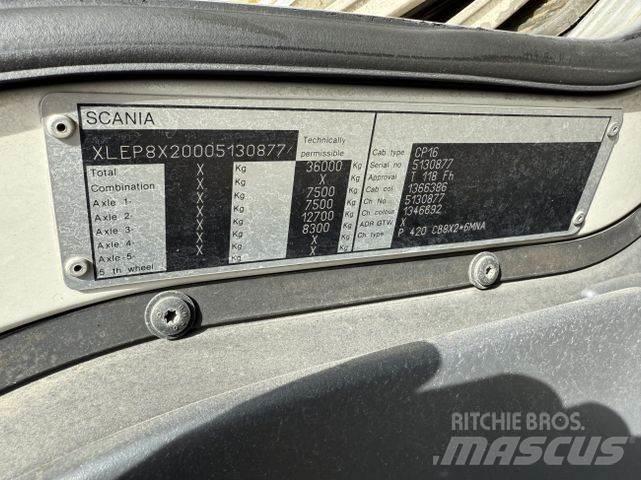 SCANIA
XLEP8X20005130877
Technically
permissible
Total X Kg 36000 Kg
Combination X Kg X Kg
Axle 1- X Kg 7500 Kg
Axle 2 X Kg 7500 Kg
Axle 3 X Kg 12700 Kg
Axle 4 X Kg 8300 Kg
Axle 5 X Kg X Kg
5 th wheel X Kg X Kg
Cab type CP16
Serial no 5130877
Approval T 118 Fh
Cab col. 1366386
Ch No 5130877
Ch. colour 1346692
ADR GTW. X
Ch. type P 420 CB8X2*6MNA
RITCHIE BROS.
MASCUS